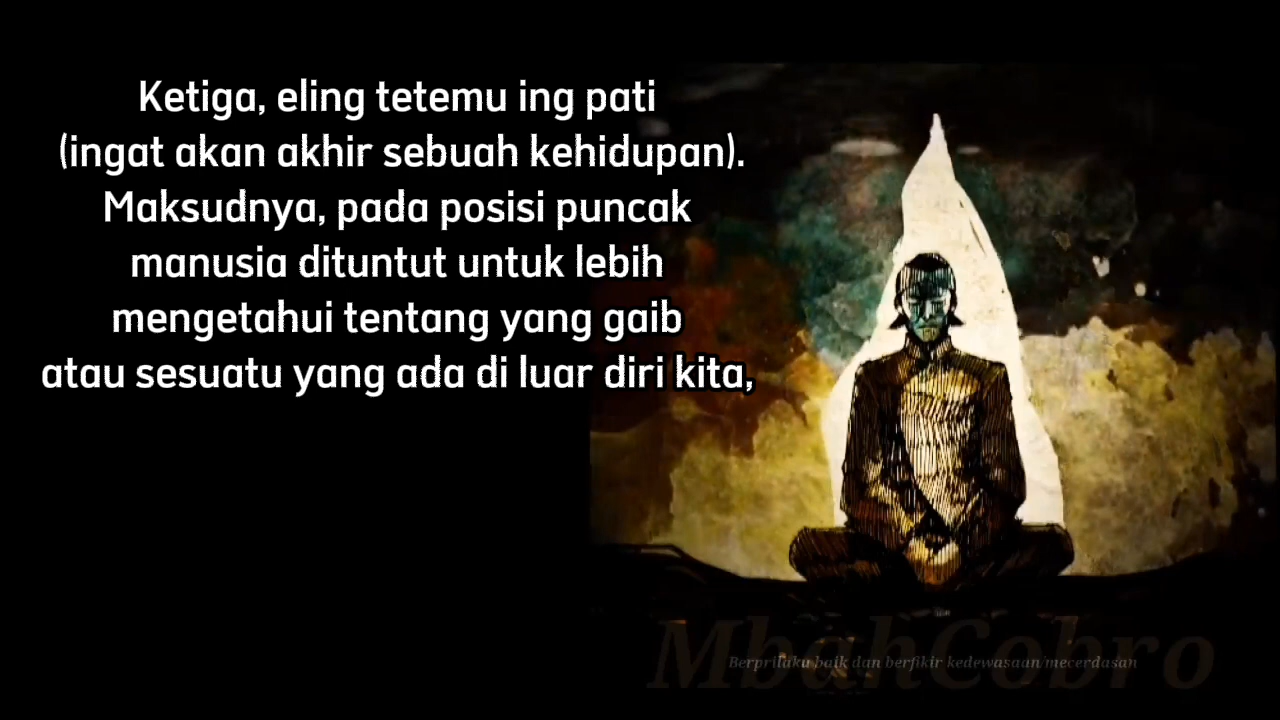 Ketiga, eling tetemu ing pati
(ingat akan akhir sebuah kehidupan).
Maksudnya, pada posisi puncak
manusia dituntut untuk lebih
mengetahui tentang yang gaib
atau sesuatu yang ada di luar diri kita,
MbahCobro
Berprilaku baik dan berfikir kedewasaan/mecerdasan